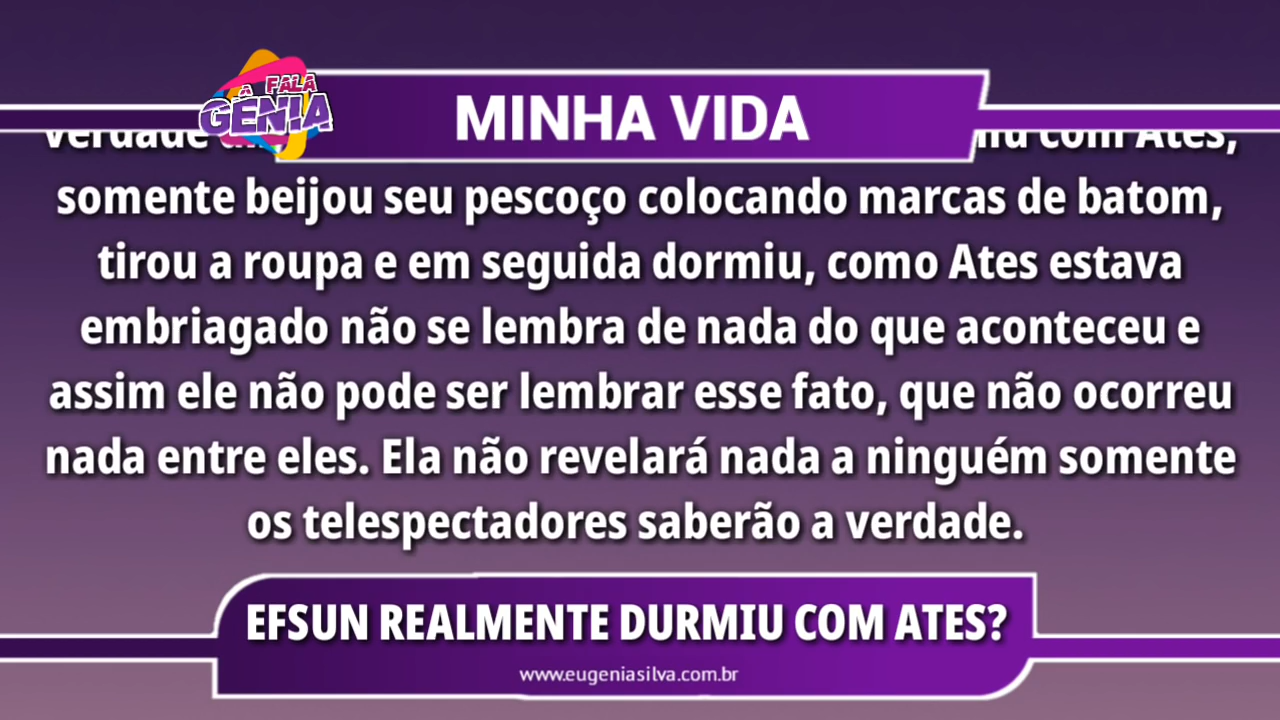 A FALA
GÊNIA
MINHA VIDA
verdade com Ates,
somente beijou seu pescoço colocando marcas de batom,
tirou a roupa e em seguida dormiu, como Ates estava
embriagado não se lembra de nada do que aconteceu e
assim ele não pode ser lembrar esse fato, que não ocorreu
nada entre eles. Ela não revelará nada a ninguém somente
os telespectadores saberão a verdade.
EFSUN REALMENTE DURMIU COM ATES?
www.eugeniasilva.com.br